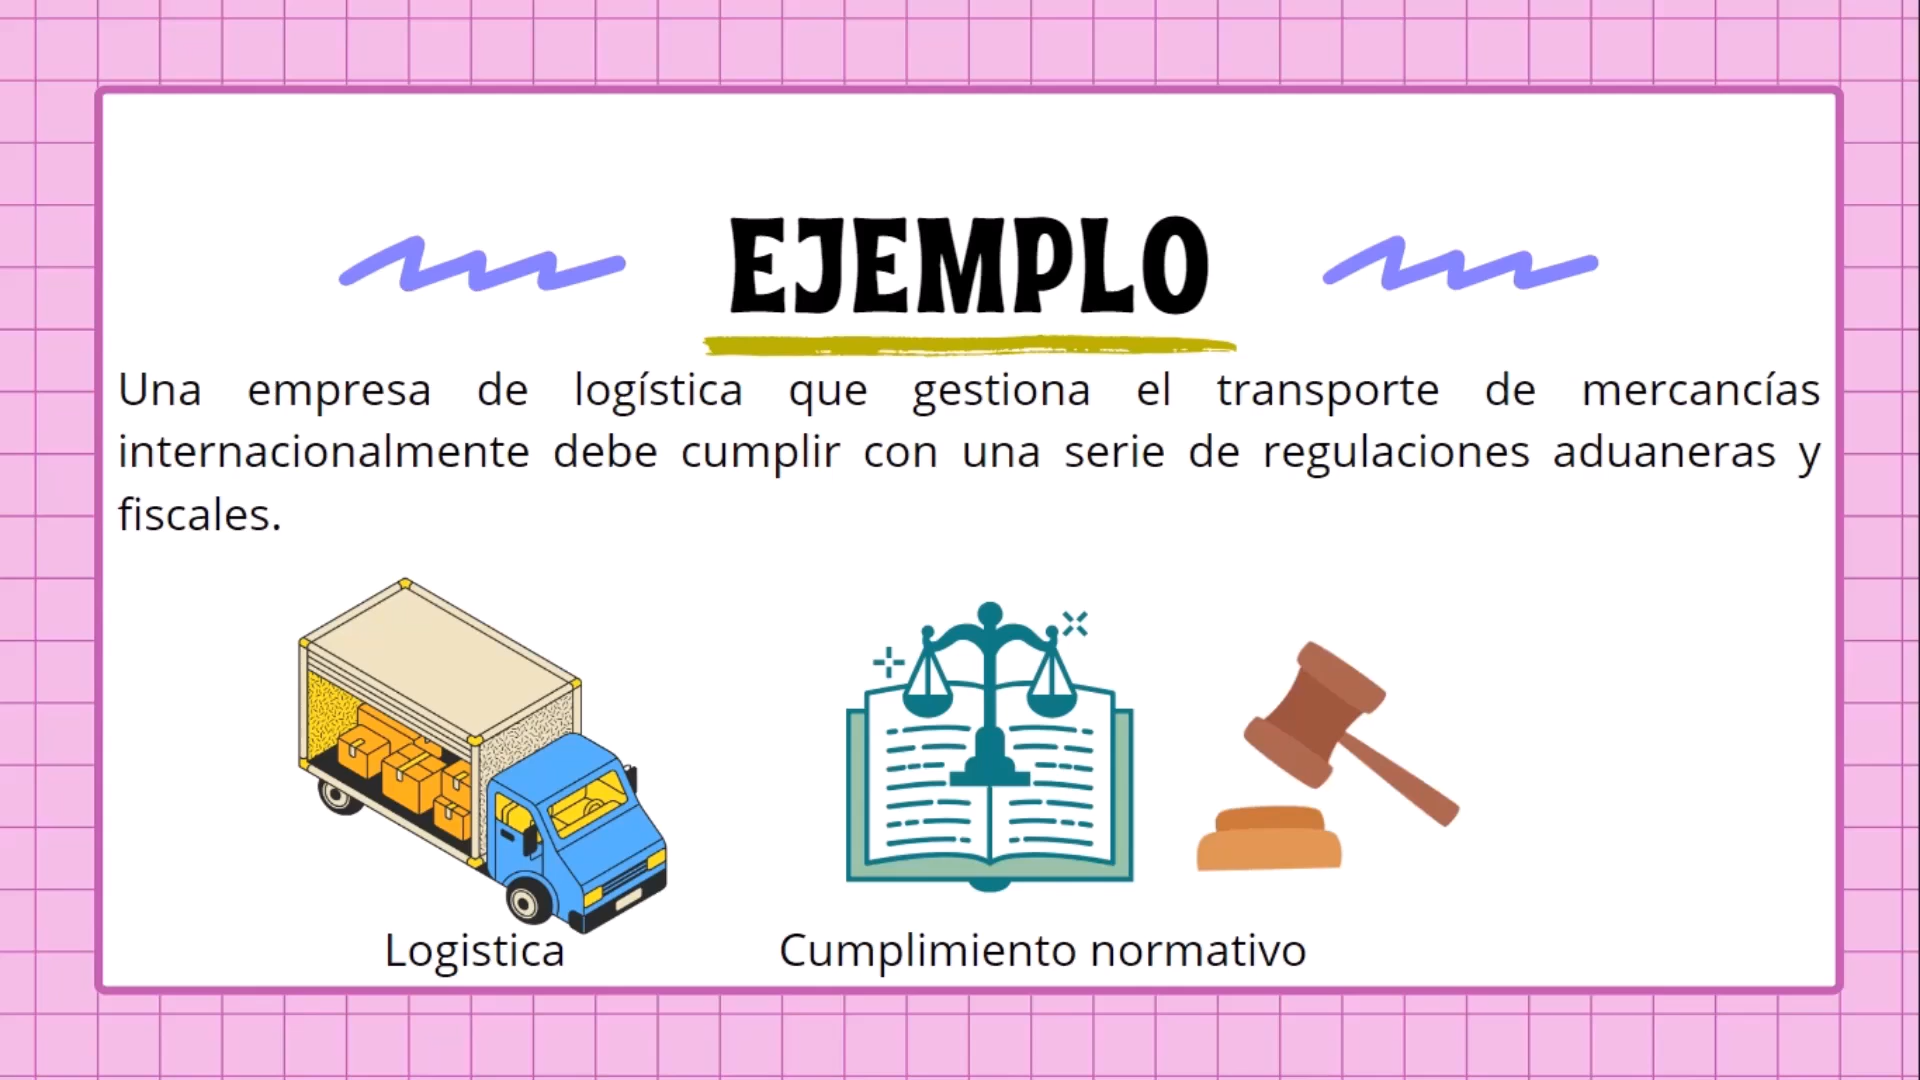 EJEMPLO
Una empresa de logística que gestiona el transporte de mercancías
internacionalmente debe cumplir con una serie de regulaciones aduaneras y
fiscales.
Logistica
Cumplimiento normativo